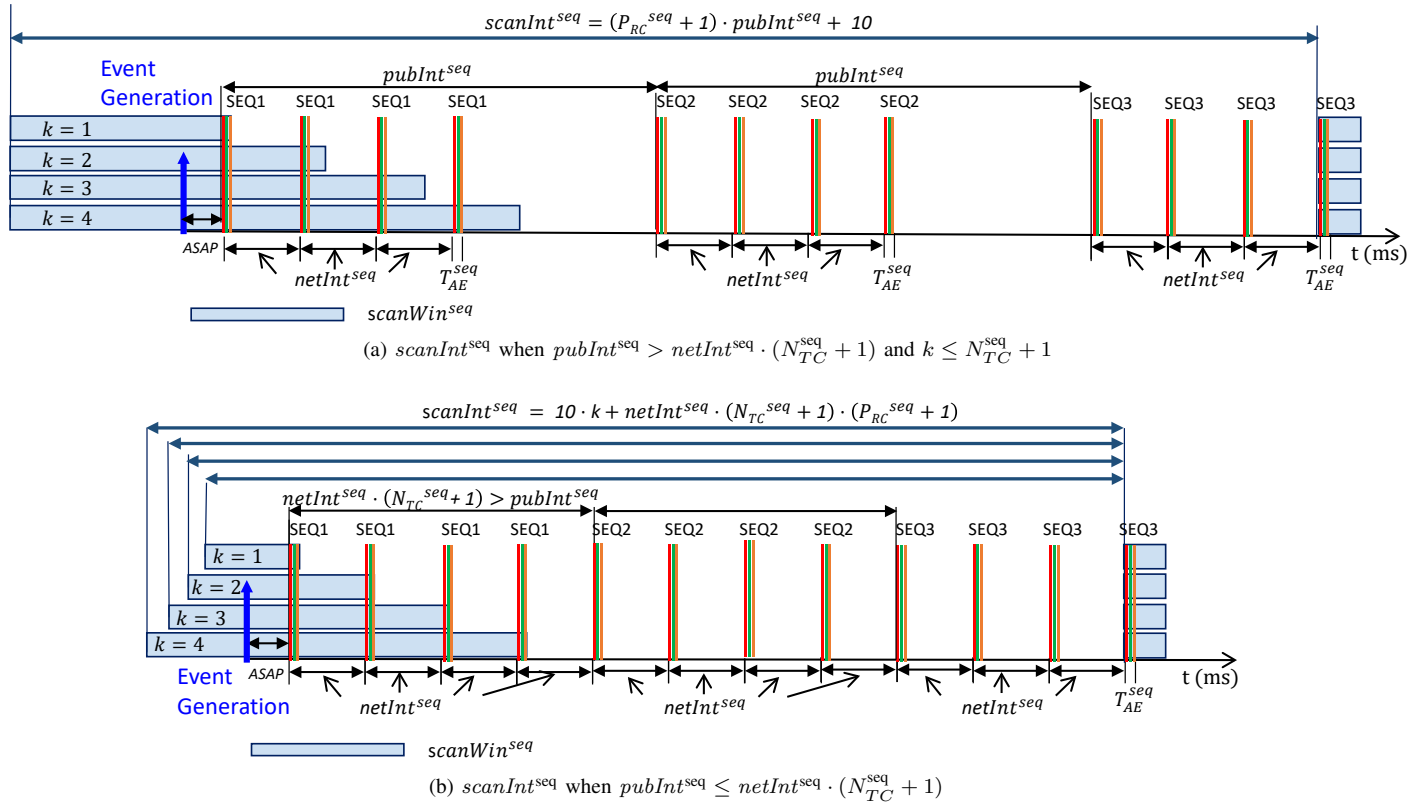 scanInt^seq = (P_RC^seq + 1) · pubInt^seq + 10
Event
Generation
pubInt^seq pubInt^seq
SEQ1 SEQ1 SEQ1 SEQ1 SEQ2 SEQ2 SEQ2 SEQ2 SEQ3 SEQ3 SEQ3 SEQ3
k = 1
k = 2
k = 3
k = 4
ASAP
netInt^seq T_AE^seq netInt^seq T_AE^seq netInt^seq T_AE^seq
t (ms)
scanWin^seq
(a) scanInt^seq when pubInt^seq > netInt^seq · (N_TC^seq + 1) and k ≤ N_TC^seq + 1
scanInt^seq = 10 · k + netInt^seq · (N_TC^seq + 1) · (P_RC^seq + 1)
netInt^seq · (N_TC^seq + 1) > pubInt^seq
SEQ1 SEQ1 SEQ1 SEQ1 SEQ2 SEQ2 SEQ2 SEQ2 SEQ3 SEQ3 SEQ3 SEQ3
k = 1
k = 2
k = 3
k = 4
ASAP
Event
Generation
netInt^seq netInt^seq netInt^seq T_AE^seq
t (ms)
scanWin^seq
(b) scanInt^seq when pubInt^seq ≤ netInt^seq · (N_TC^seq + 1)